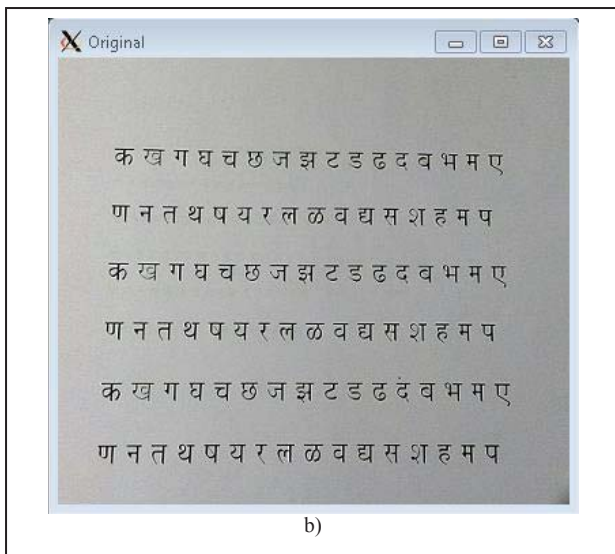 Original
क ख ग घ च छ ज झ ट ड ढ द व भ म ए
ण न त थ ष य र ल ळ व द्य स श ह म प
क ख ग घ च छ ज झ ट ड ढ द व भ म ए
ण न त थ ष य र ल ळ व द्य स श ह म प
क ख ग घ च छ ज झ ट ड ढ दं व भ म ए
ण न त थ ष य र ल ळ व द्य स श ह म प
b)